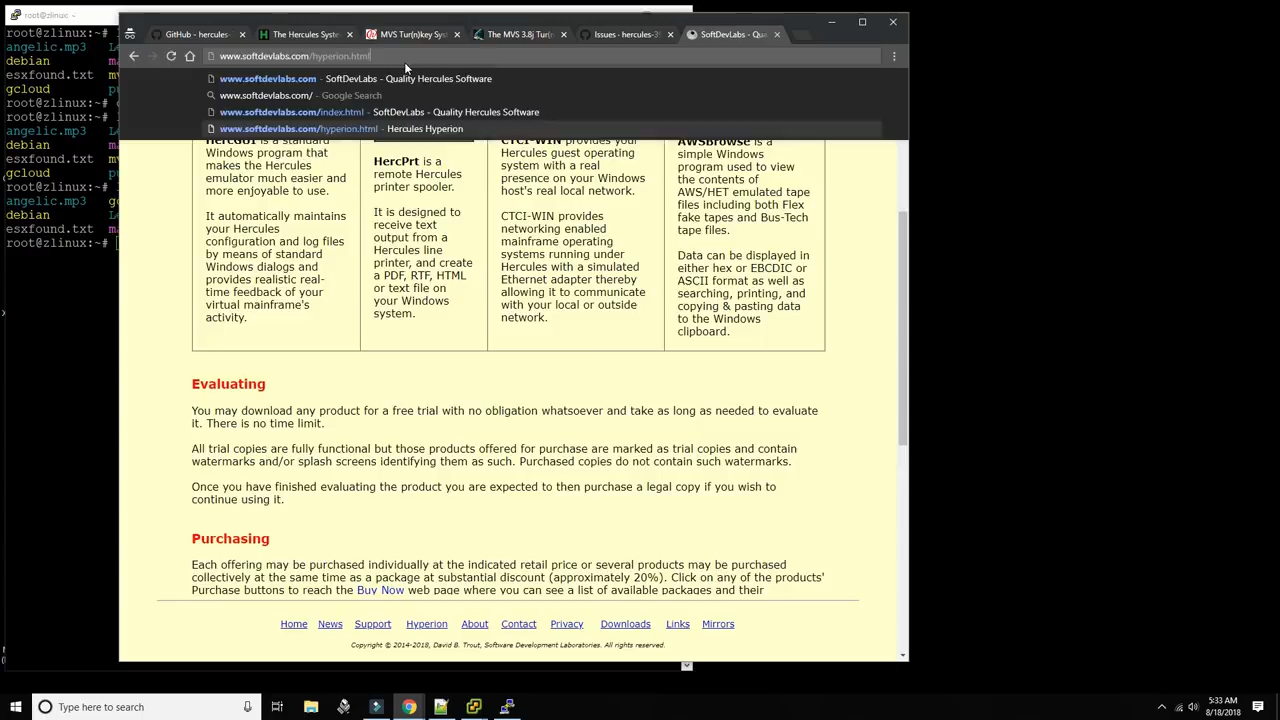 root@zlinux: ~
root@zlinux:~#
angelic.mp3
debian
esxfound.txt
gcloud
root@zlinux:~#
angelic.mp3
debian
esxfound.txt
gcloud
root@zlinux:~#
angelic.mp3
debian
esxfound.txt
root@zlinux:~#
GitHub - hercules-
The Hercules Syste
MVS Tur(n)key Sys
The MVS 3.8j Tur(
Issues · hercules-39
SoftDevLabs - Qua
www.softdevlabs.com/hyperion.html
www.softdevlabs.com - SoftDevLabs - Quality Hercules Software
www.softdevlabs.com/ - Google Search
www.softdevlabs.com/index.html - SoftDevLabs - Quality Hercules Software
www.softdevlabs.com/hyperion.html - Hercules Hyperion
HercGUI is a standard
Windows program that
makes the Hercules
emulator much easier and
more enjoyable to use.
It automatically maintains
your Hercules
configuration and log files
by means of standard
Windows dialogs and
provides realistic real-
time feedback of your
virtual mainframe's
activity.
HercPrt is a
remote Hercules
printer spooler.
It is designed to
receive text
output from a
Hercules line
printer, and create
a PDF, RTF, HTML
or text file on
your Windows
system.
CTCI-WIN provides your
Hercules guest operating
system with a real
presence on your Windows
host's real local network.
CTCI-WIN provides
networking enabled
mainframe operating
systems running under
Hercules with a simulated
Ethernet adapter thereby
allowing it to communicate
with your local or outside
network.
AWSBrowse is a
simple Windows
program used to view
the contents of
AWS/HET emulated tape
files including both Flex
fake tapes and Bus-Tech
tape files.
Data can be displayed in
either hex or EBCDIC or
ASCII format as well as
searching, printing, and
copying & pasting data
to the Windows
clipboard.
Evaluating
You may download any product for a free trial with no obligation whatsoever and take as long as needed to evaluate
it. There is no time limit.
All trial copies are fully functional but those products offered for purchase are marked as trial copies and contain
watermarks and/or splash screens identifying them as such. Purchased copies do not contain such watermarks.
Once you have finished evaluating the product you are expected to then purchase a legal copy if you wish to
continue using it.
Purchasing
Each offering may be purchased individually at the indicated retail price or several products may be purchased
collectively at the same time as a package at substantial discount (approximately 20%). Click on any of the products'
Purchase buttons to reach the Buy Now web page where you can see a list of available packages and their
Home News Support Hyperion About Contact Privacy Downloads Links Mirrors
Copyright © 2014-2018, David B. Trout, Software Development Laboratories. All rights reserved.
Type here to search
5:33 AM
8/18/2018